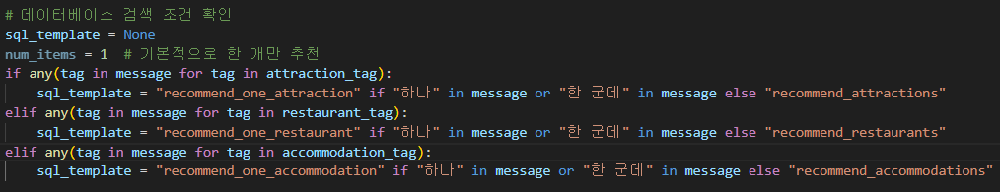 # 데이터베이스 검색 조건 확인
sql_template = None
num_items = 1  # 기본적으로 한 개만 추천
if any(tag in message for tag in attraction_tag):
    sql_template = "recommend_one_attraction" if "하나" in message or "한 군데" in message else "recommend_attractions"
elif any(tag in message for tag in restaurant_tag):
    sql_template = "recommend_one_restaurant" if "하나" in message or "한 군데" in message else "recommend_restaurants"
elif any(tag in message for tag in accommodation_tag):
    sql_template = "recommend_one_accommodation" if "하나" in message or "한 군데" in message else "recommend_accommodations"